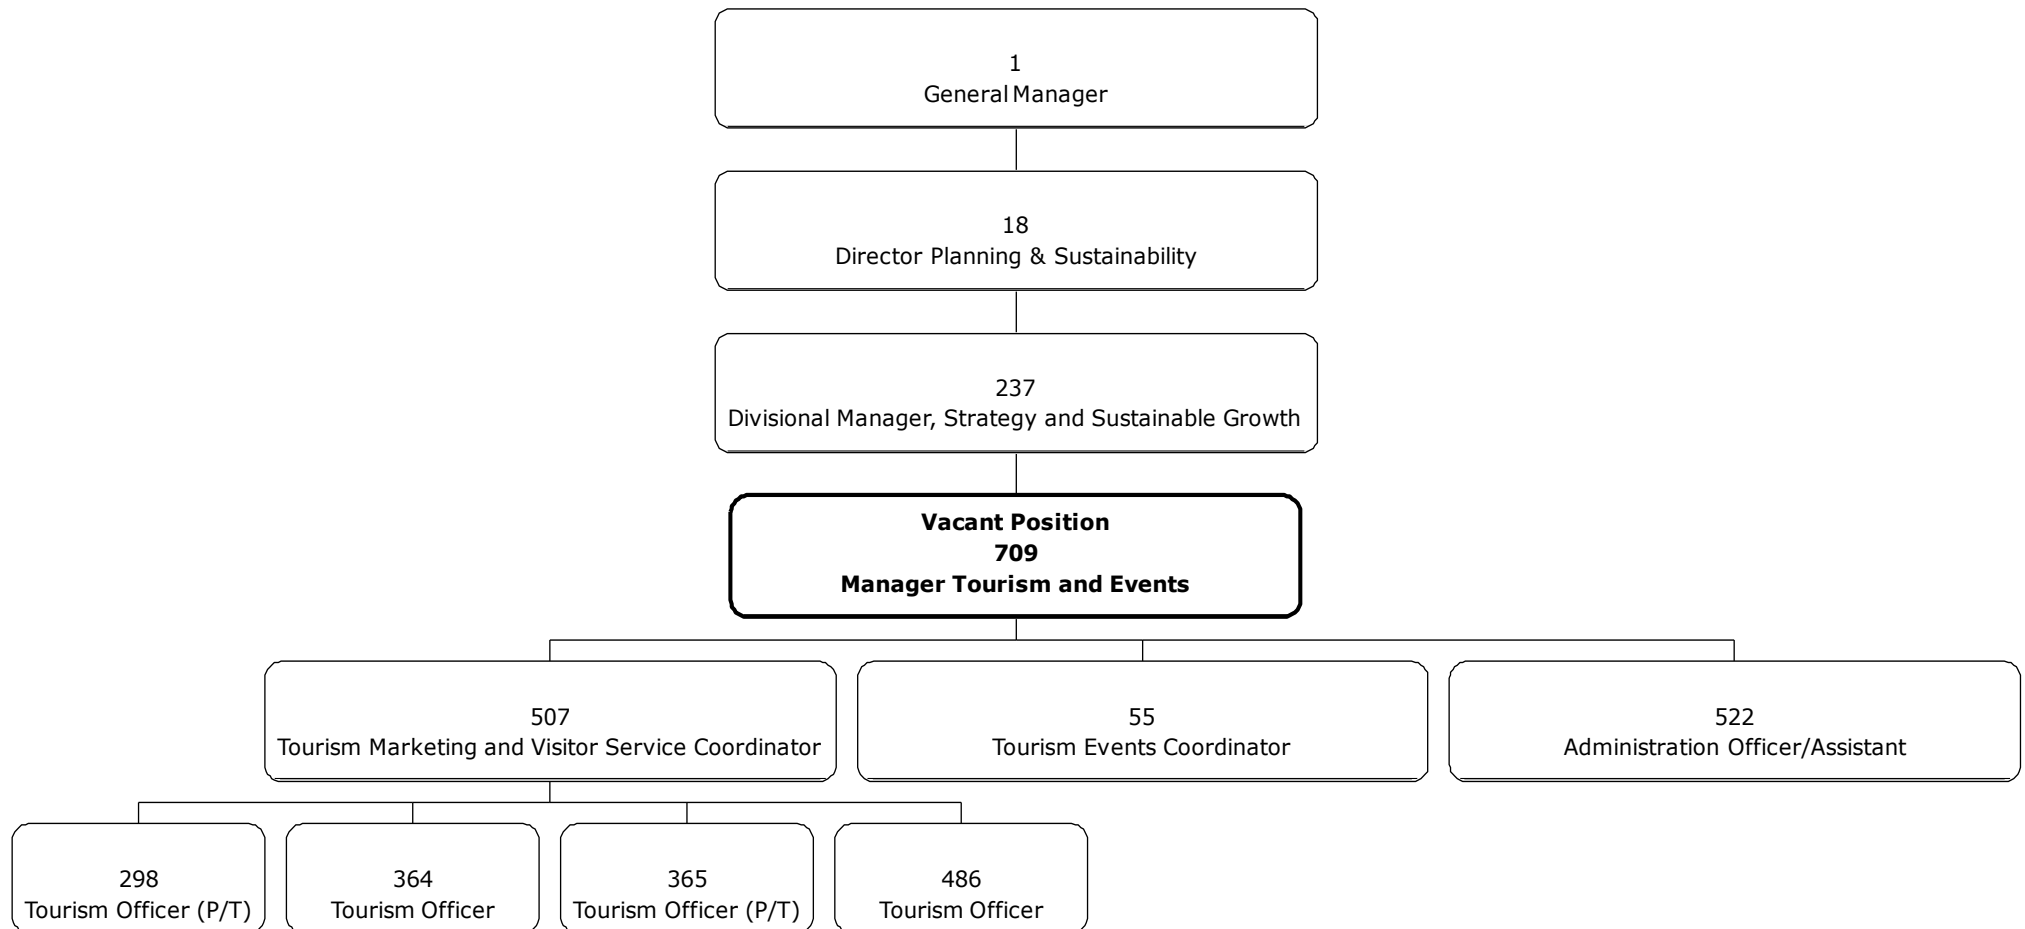 1
General Manager
18
Director Planning & Sustainability
237
Divisional Manager, Strategy and Sustainable Growth
Vacant Position
709
Manager Tourism and Events
507
Tourism Marketing and Visitor Service Coordinator
55
Tourism Events Coordinator
522
Administration Officer/Assistant
298
Tourism Officer (P/T)
364
Tourism Officer
365
Tourism Officer (P/T)
486
Tourism Officer